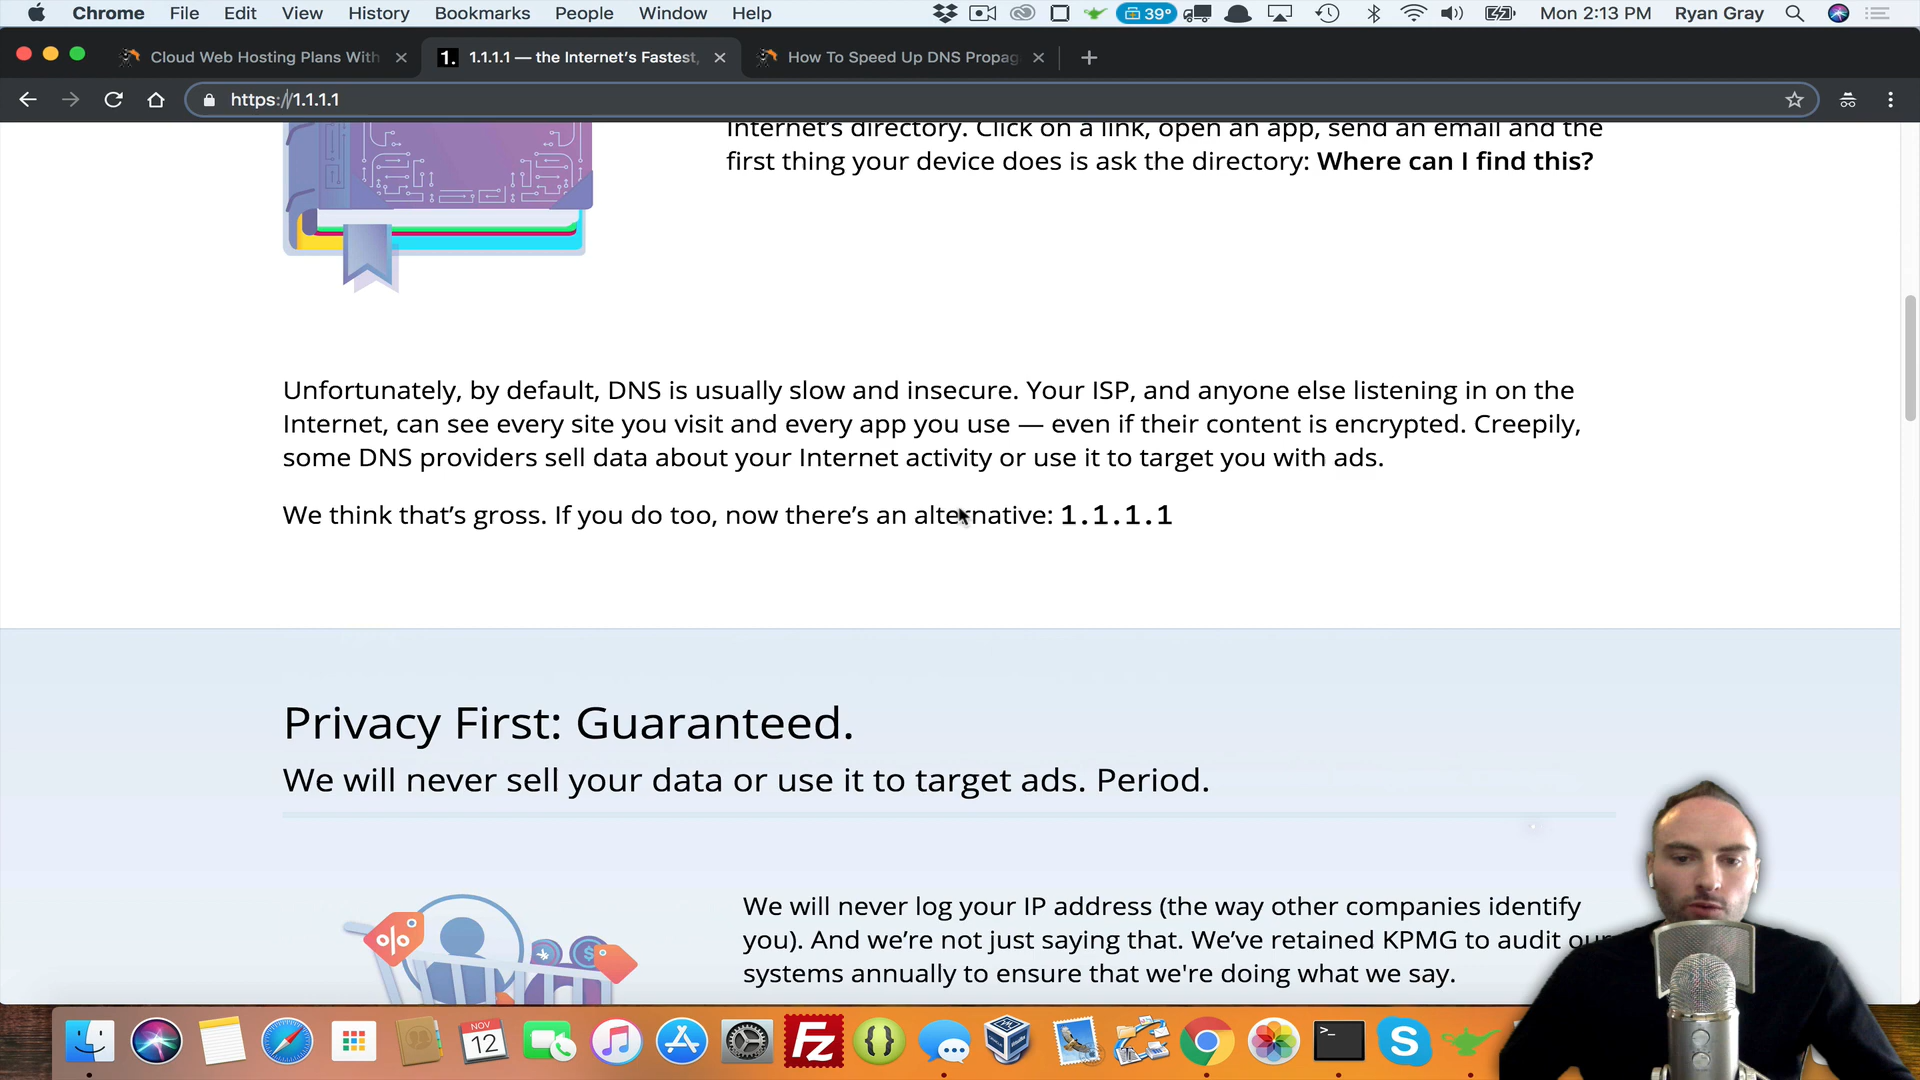 Chrome File Edit View History Bookmarks People Window Help 39° Mon 2:13 PM Ryan Gray
Cloud Web Hosting Plans With
1. 1.1.1.1 — the Internet's Fastest,
How To Speed Up DNS Propag
https://1.1.1.1
Internet's directory. Click on a link, open an app, send an email and the
first thing your device does is ask the directory: Where can I find this?
Unfortunately, by default, DNS is usually slow and insecure. Your ISP, and anyone else listening in on the
Internet, can see every site you visit and every app you use — even if their content is encrypted. Creepily,
some DNS providers sell data about your Internet activity or use it to target you with ads.
We think that's gross. If you do too, now there's an alternative: 1.1.1.1
Privacy First: Guaranteed.
We will never sell your data or use it to target ads. Period.
%
$
We will never log your IP address (the way other companies identify
you). And we're not just saying that. We've retained KPMG to audit our
systems annually to ensure that we're doing what we say.
NOV
12
Fz
{}
>_
S